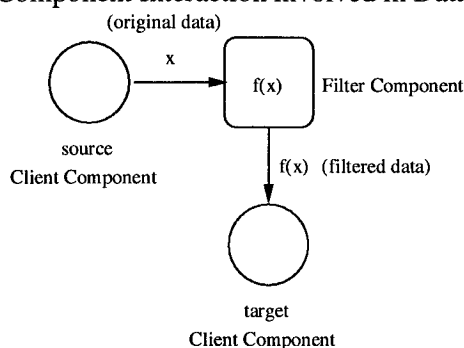 Component Interaction involved in Data
(original data)
x
f(x) Filter Component
source
Client Component
f(x) (filtered data)
target
Client Component